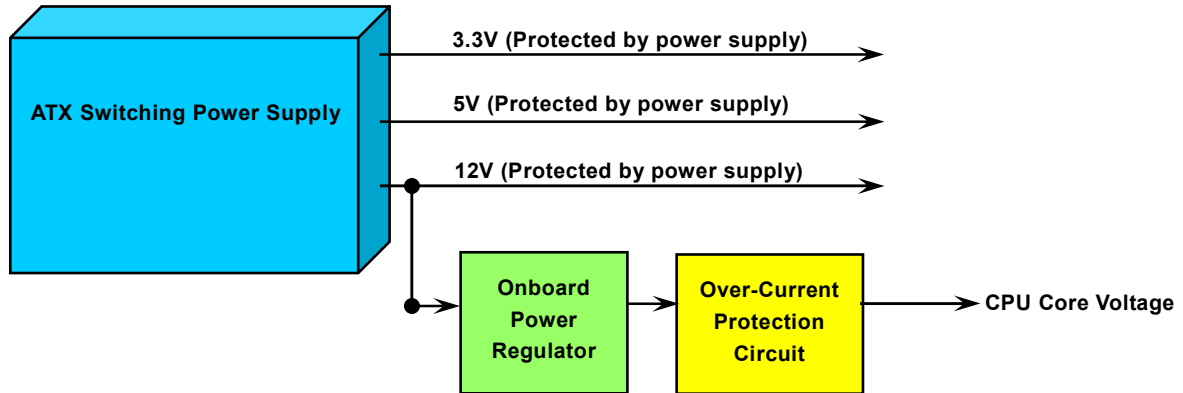 3.3V (Protected by power supply)
ATX Switching Power Supply
5V (Protected by power supply)
12V (Protected by power supply)
Onboard
Power
Regulator
Over-Current
Protection
Circuit
CPU Core Voltage